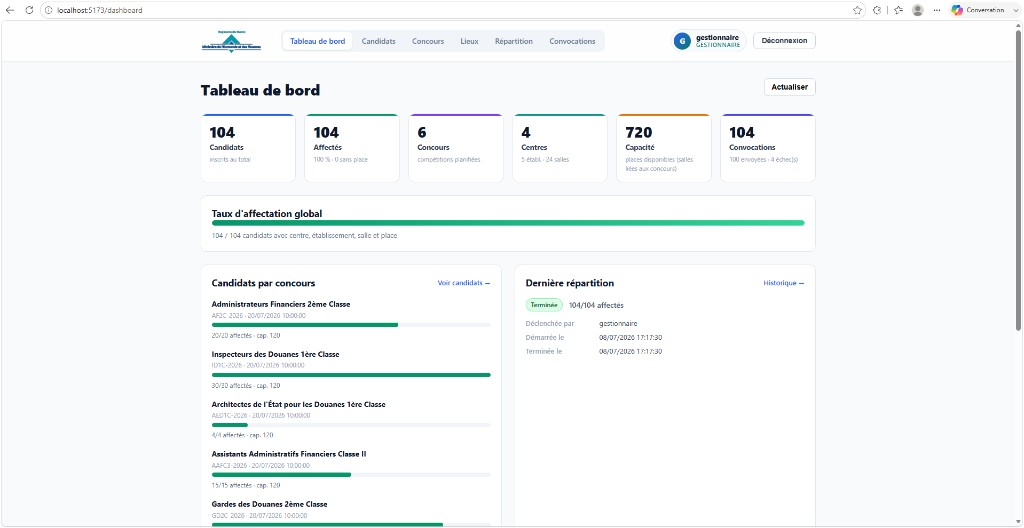 localhost:5173/dashboard
Conversation
Ministère de l'Economie et des Finances
Tableau de bord
Candidats
Concours
Lieux
Répartition
Convocations
G
gestionnaire
GESTIONNAIRE
Déconnexion
Tableau de bord
Actualiser
104
Candidats
inscrits au total
104
Affectés
100 % · 0 sans place
6
Concours
compétitions planifiées
4
Centres
5 établ. · 24 salles
720
Capacité
places disponibles (salles
liées aux concours)
104
Convocations
100 envoyées · 4 échec(s)
Taux d'affectation global
104 / 104 candidats avec centre, établissement, salle et place
Candidats par concours
Voir candidats →
Administrateurs Financiers 2ème Classe
AF2C-2026 · 20/07/2026 10:00:00
20/20 affectés · cap. 120
Inspecteurs des Douanes 1ère Classe
ID1C-2026 · 20/07/2026 10:00:00
30/30 affectés · cap. 120
Architectes de l'État pour les Douanes 1ère Classe
AED1C-2026 · 20/07/2026 10:00:00
4/4 affectés · cap. 120
Assistants Administratifs Financiers Classe II
AAFC3-2026 · 20/07/2026 10:00:00
15/15 affectés · cap. 120
Gardes des Douanes 2ème Classe
GD2C-2026 · 20/07/2026 10:00:00
Dernière répartition
Historique →
Terminée
104/104 affectés
Déclenchée par
gestionnaire
Démarrée le
08/07/2026 17:17:30
Terminée le
08/07/2026 17:17:30